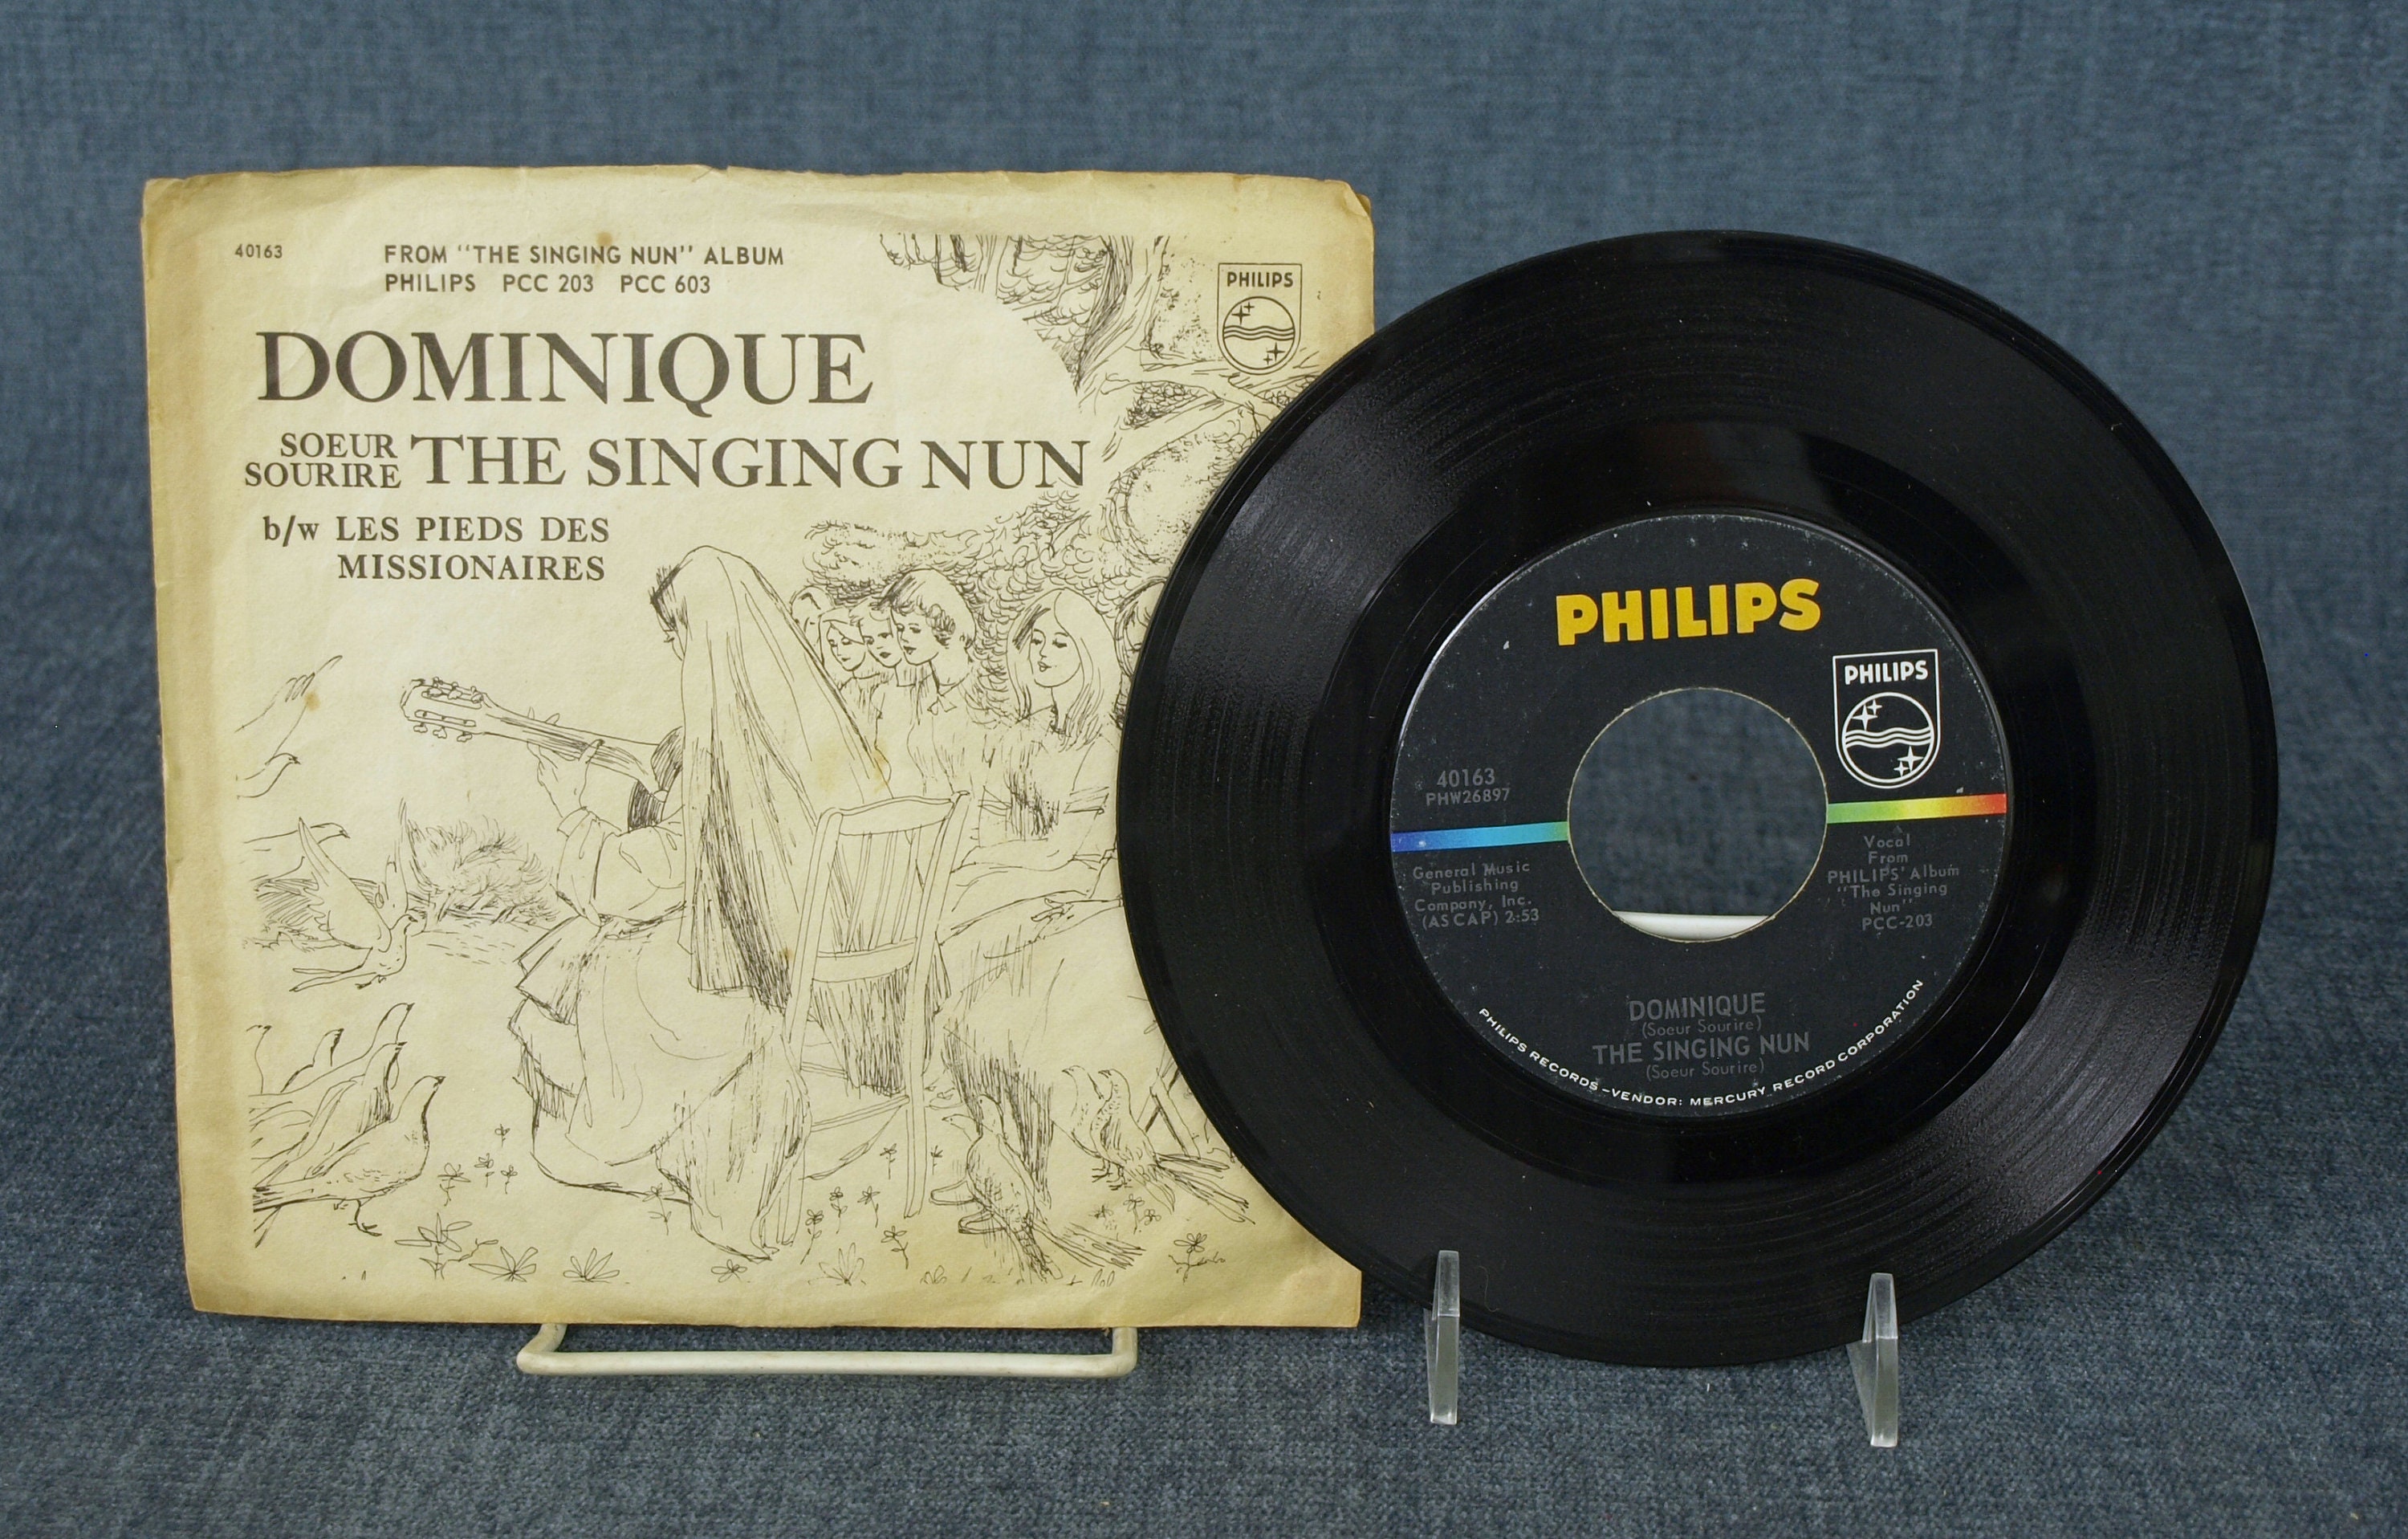 40163
FROM "THE SINGING NUN" ALBUM
PHILIPS PCC 203 PCC 603
PHILIPS
DOMINIQUE
SOEUR
SOURIRE
THE SINGING NUN
b/w LES PIEDS DES
MISSIONAIRES
PHILIPS
PHILIPS
40163
PHW26897
General Music
Publishing
Company, Inc.
(ASCAP) 2:53
Vocal
From
PHILIPS' Album
"The Singing
Nun"
PCC-203
DOMINIQUE
(Soeur Sourire)
THE SINGING NUN
(Soeur Sourire)
PHILIPS RECORDS–VENDOR: MERCURY RECORD CORPORATION